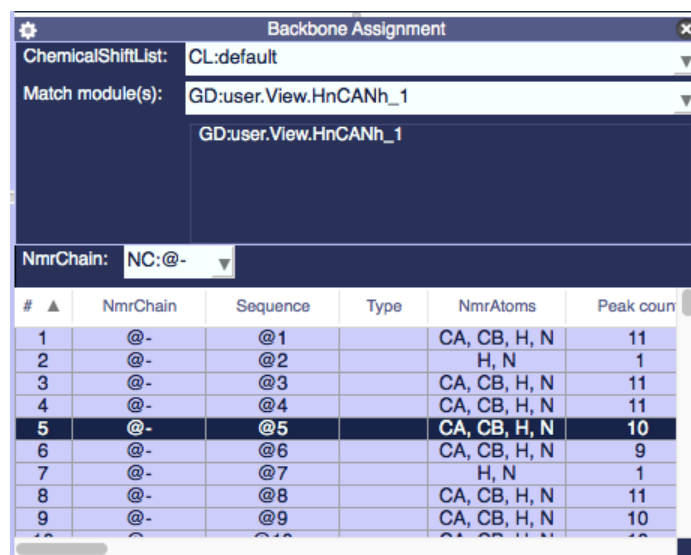 Backbone Assignment
ChemicalShiftList: CL:default
Match module(s): GD:user.View.HnCANh_1
GD:user.View.HnCANh_1
NmrChain: NC:@-
# NmrChain Sequence Type NmrAtoms Peak coun
1 @- @1 CA, CB, H, N 11
2 @- @2 H, N 1
3 @- @3 CA, CB, H, N 11
4 @- @4 CA, CB, H, N 11
5 @- @5 CA, CB, H, N 10
6 @- @6 CA, CB, H, N 9
7 @- @7 H, N 1
8 @- @8 CA, CB, H, N 11
9 @- @9 CA, CB, H, N 10